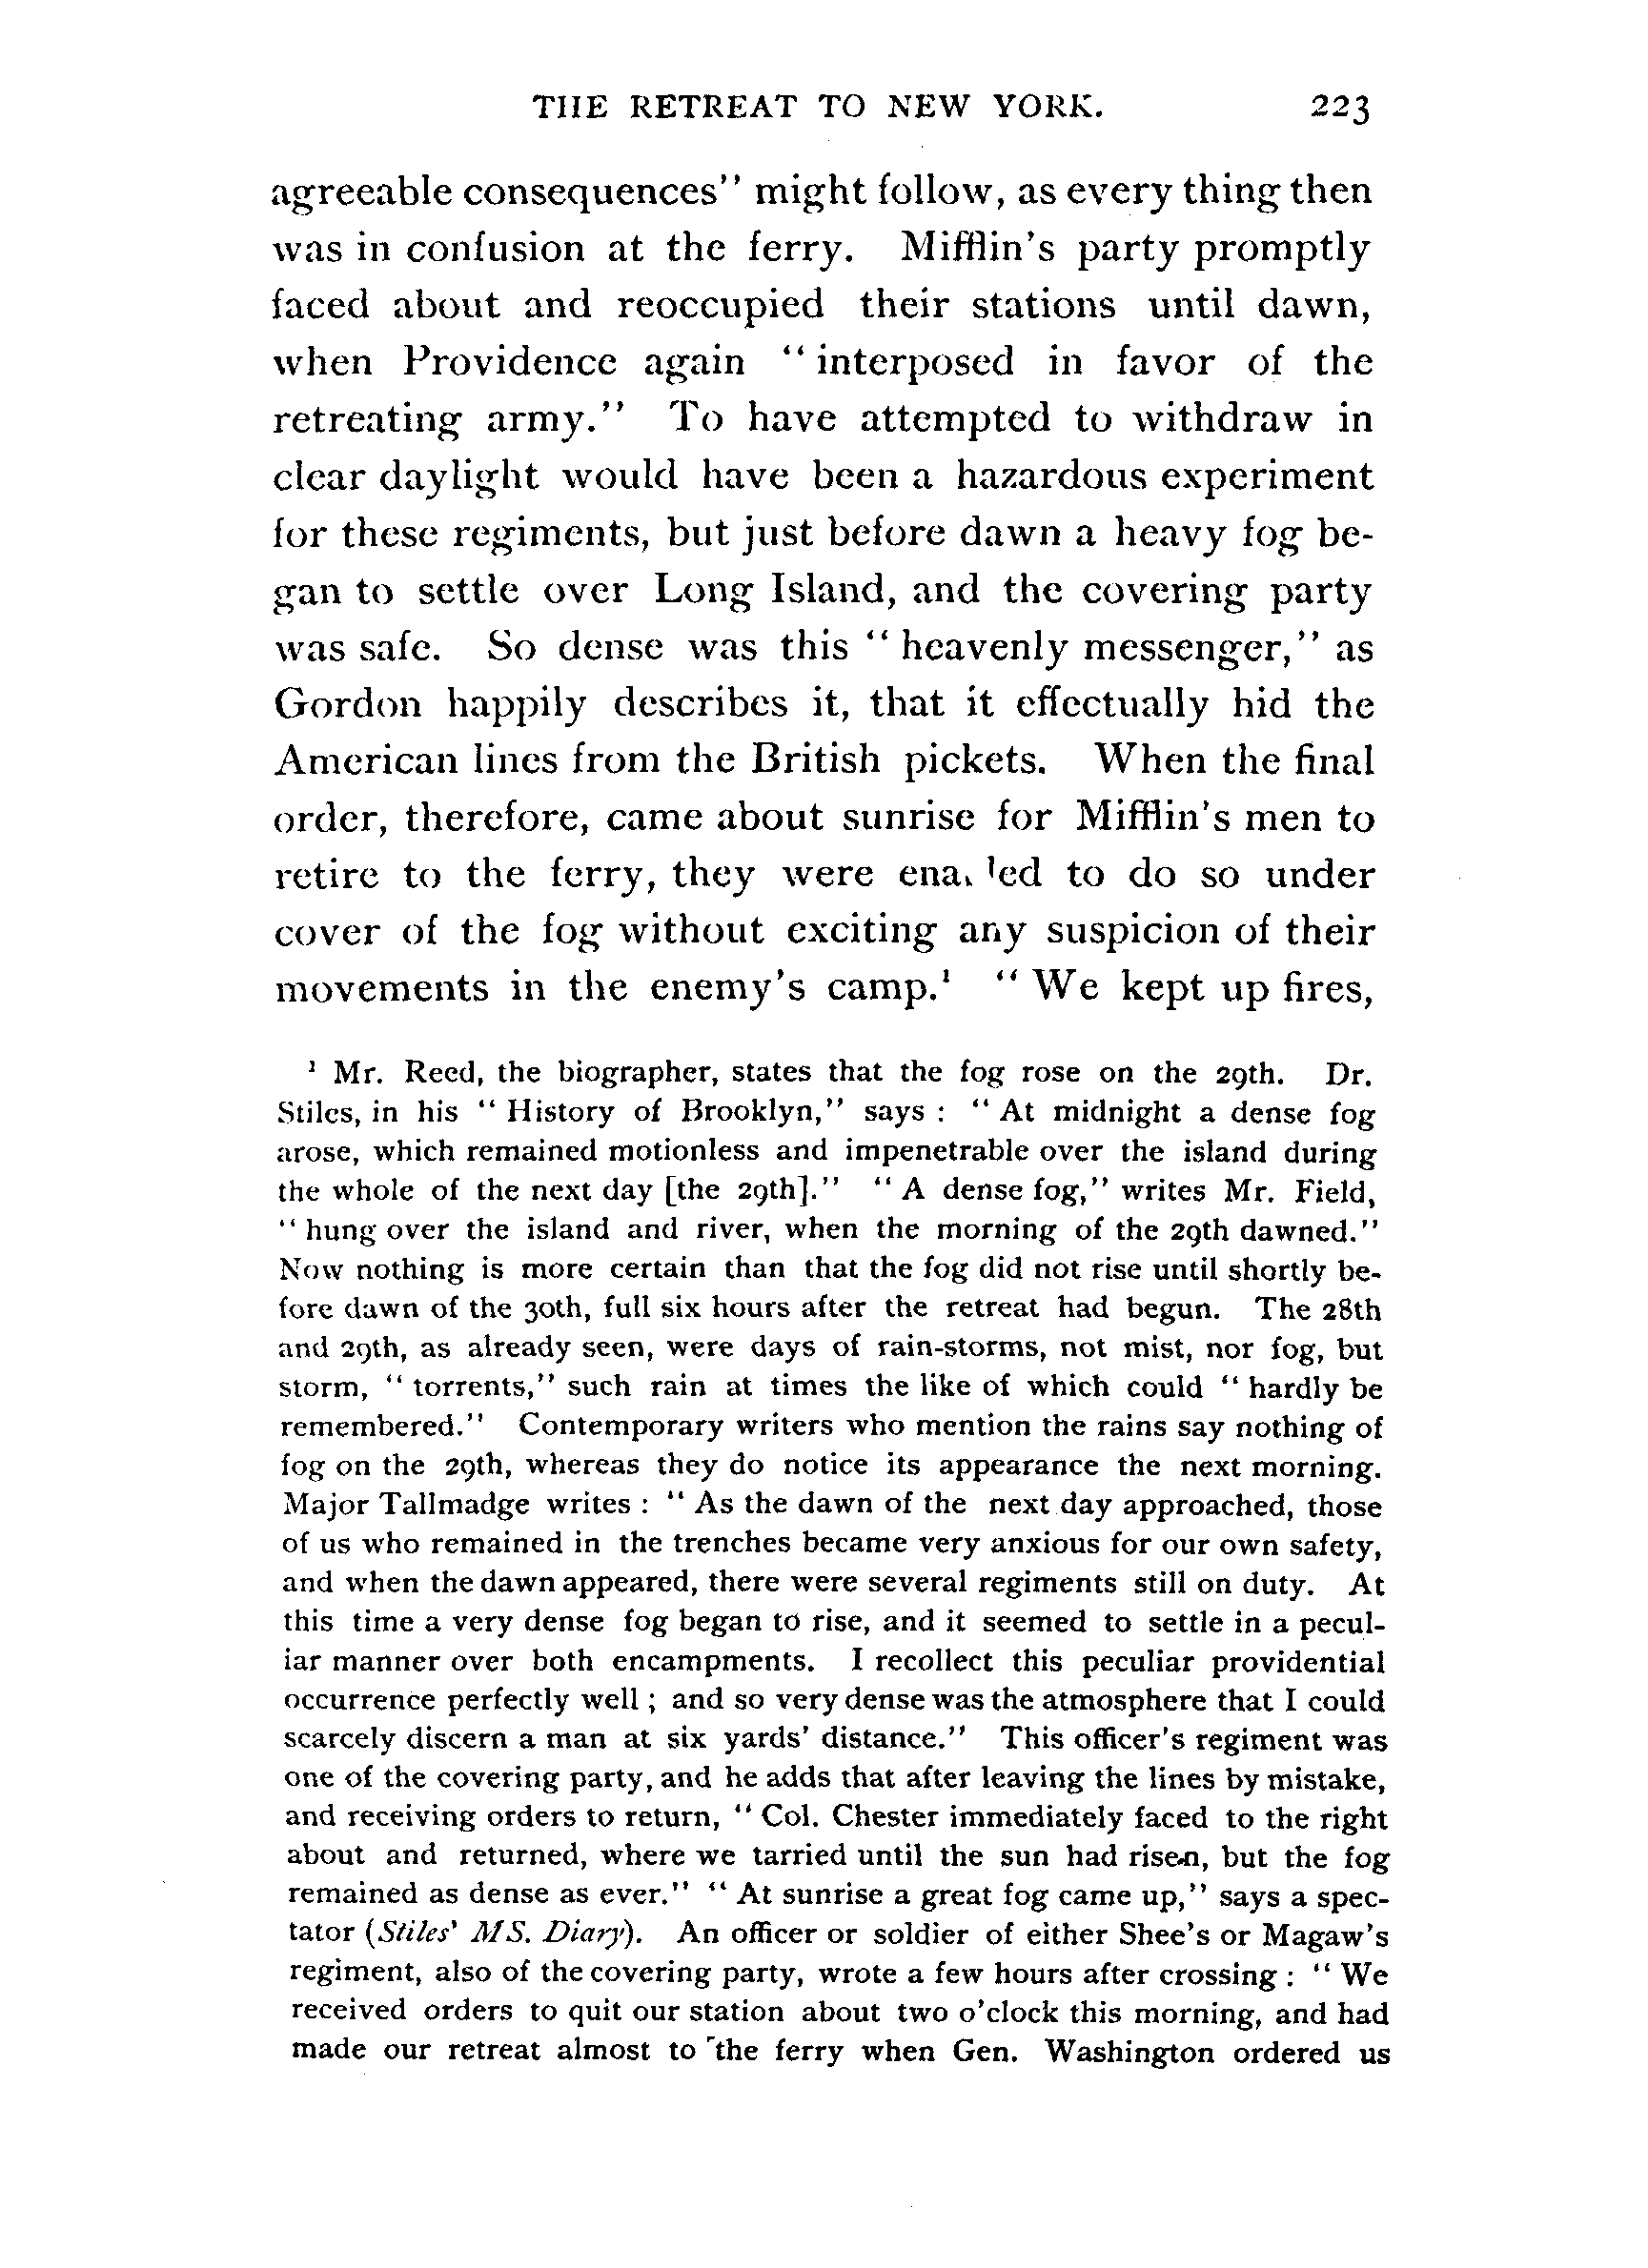 THE RETREAT TO NEW YORK. 223
agreeable consequences" might follow, as every thing then
was in confusion at the ferry. Mifflin's party promptly
faced about and reoccupied their stations until dawn,
when Providence again "interposed in favor of the
retreating army." To have attempted to withdraw in
clear daylight would have been a hazardous experiment
for these regiments, but just before dawn a heavy fog be-
gan to settle over Long Island, and the covering party
was safe. So dense was this "heavenly messenger," as
Gordon happily describes it, that it effectually hid the
American lines from the British pickets. When the final
order, therefore, came about sunrise for Mifflin's men to
retire to the ferry, they were to do so under
cover of the fog without exciting any suspicion of their
movements in the enemy's camp.¹ "We kept up fires,
¹ Mr. Reed, the biographer, states that the fog rose on the 29th. Dr.
Stiles, in his "History of Brooklyn," says: "At midnight a dense fog
arose, which remained motionless and impenetrable over the island during
the whole of the next day [the 29th]." "A dense fog," writes Mr. Field,
"hung over the island and river, when the morning of the 29th dawned."
Now nothing is more certain than that the fog did not rise until shortly be-
fore dawn of the 30th, full six hours after the retreat had begun. The 28th
and 29th, as already seen, were days of rain-storms, not mist, nor fog, but
storm, "torrents," such rain at times the like of which could "hardly be
remembered." Contemporary writers who mention the rains say nothing of
fog on the 29th, whereas they do notice its appearance the next morning.
Major Tallmadge writes: "As the dawn of the next day approached, those
of us who remained in the trenches became very anxious for our own safety,
and when the dawn appeared, there were several regiments still on duty. At
this time a very dense fog began to rise, and it seemed to settle in a pecul-
iar manner over both encampments. I recollect this peculiar providential
occurrence perfectly well; and so very dense was the atmosphere that I could
scarcely discern a man at six yards' distance." This officer's regiment was
one of the covering party, and he adds that after leaving the lines by mistake,
and receiving orders to return, "Col. Chester immediately faced to the right
about and returned, where we tarried until the sun had risen, but the fog
remained as dense as ever." "At sunrise a great fog came up," says a spec-
tator (Stiles' MS. Diary). An officer or soldier of either Shee's or Magaw's
regiment, also of the covering party, wrote a few hours after crossing: "We
received orders to quit our station about two o'clock this morning, and had
made our retreat almost to the ferry when Gen. Washington ordered us